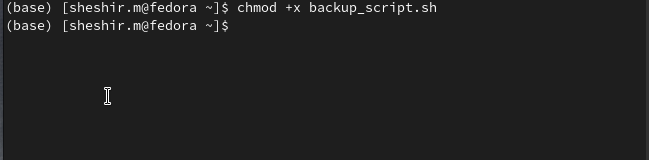 (base) [sheshir.m@fedora ~]$ chmod +x backup_script.sh
(base) [sheshir.m@fedora ~]$